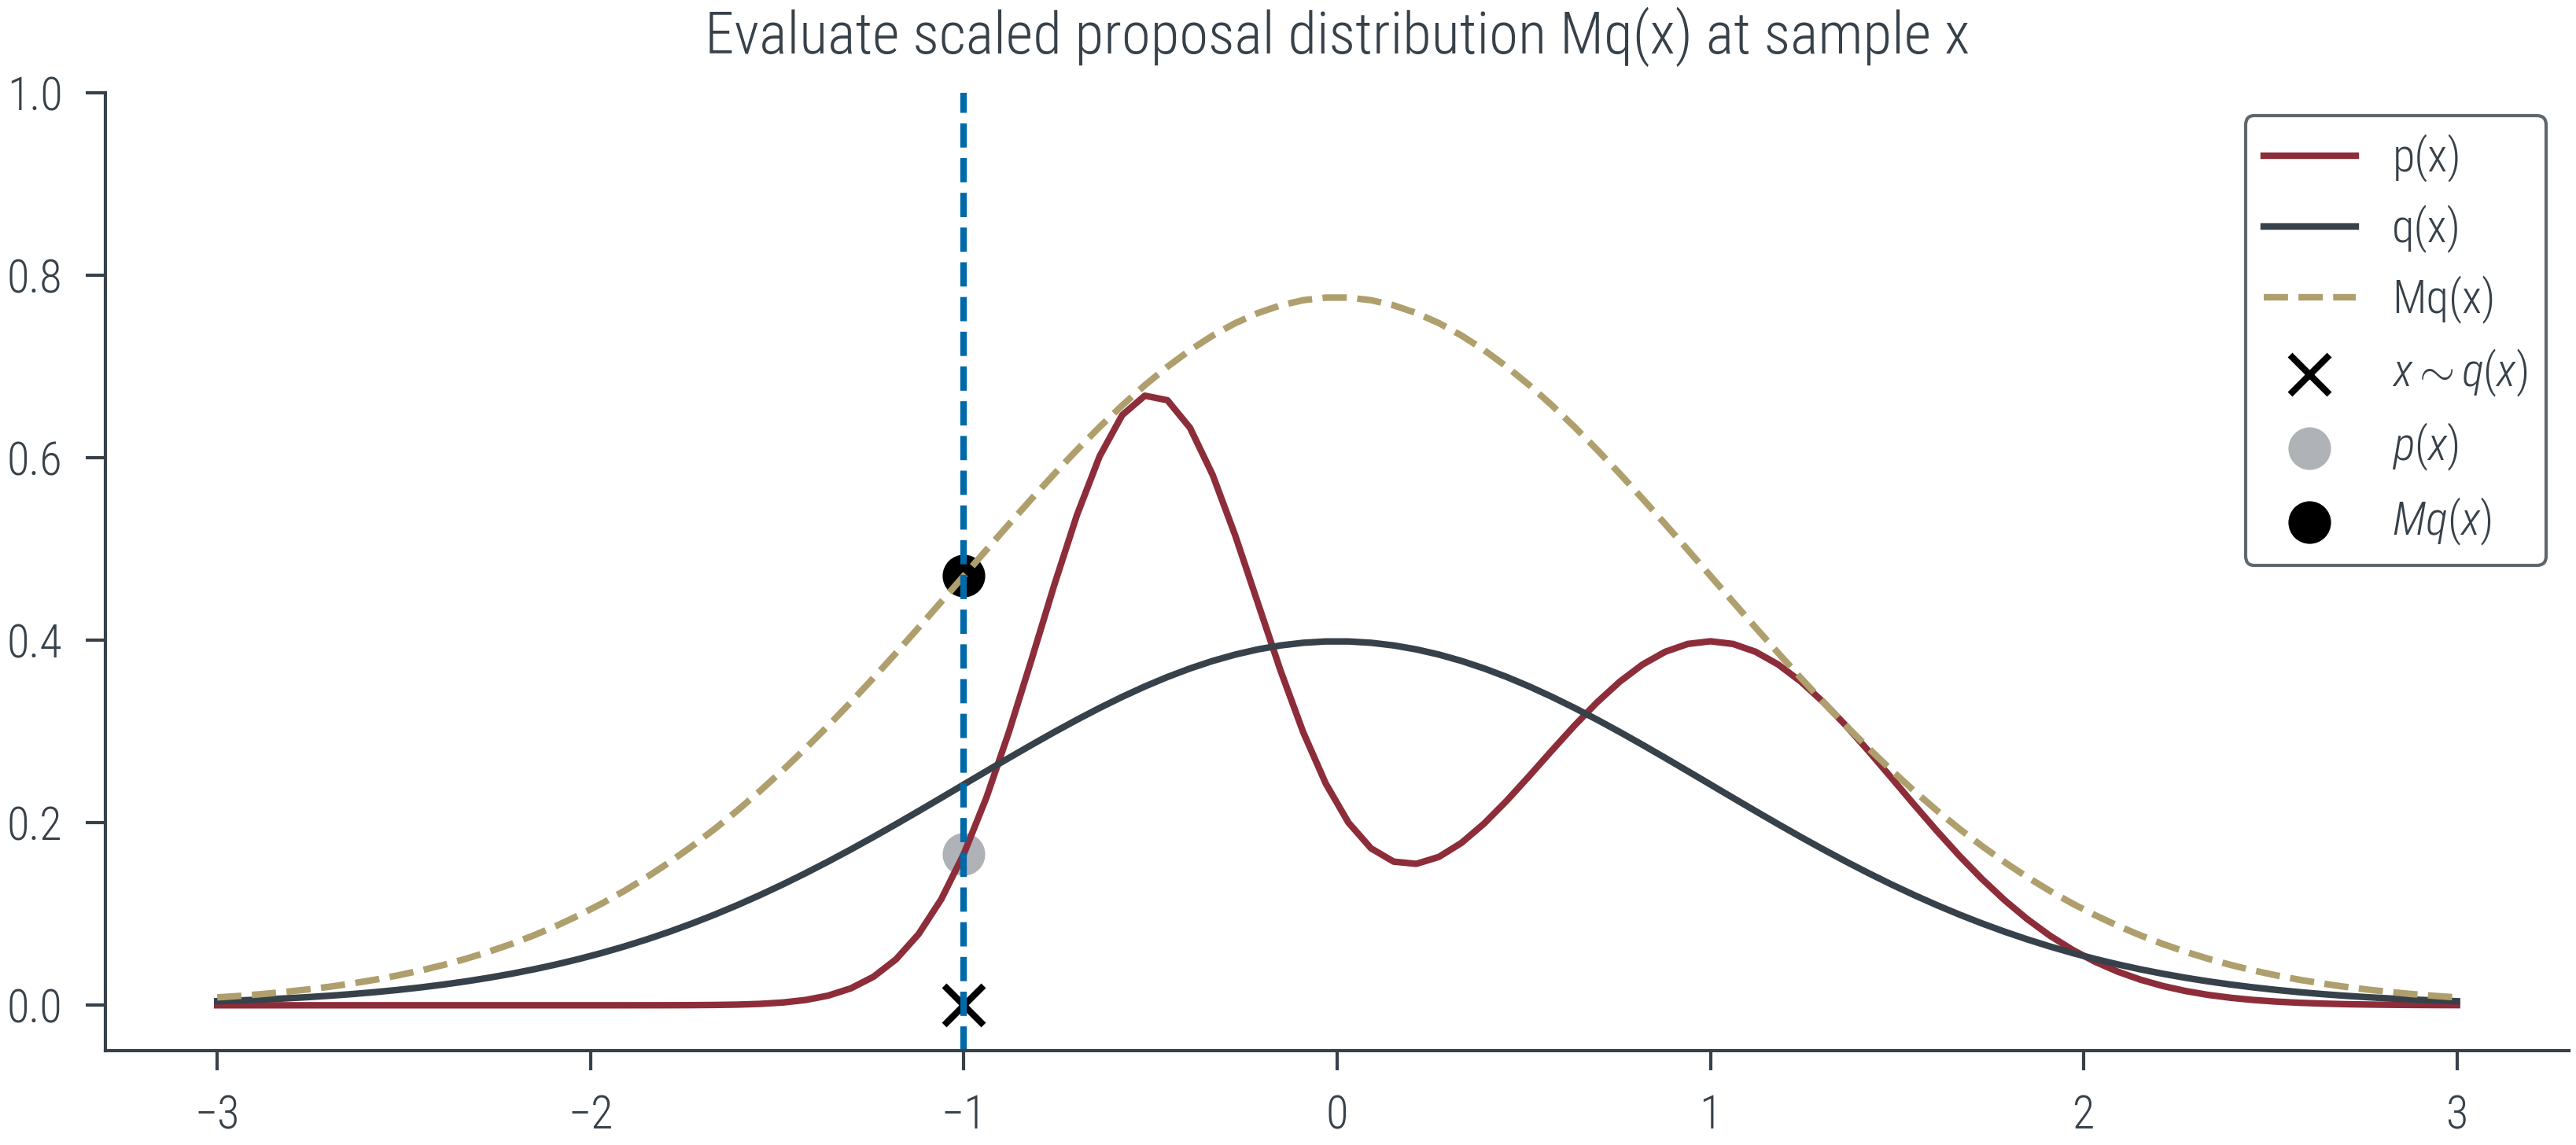 Evaluate scaled proposal distribution Mq(x) at sample x
1.0
0.8
0.6
0.4
0.2
0.0
−3
−2
−1
0
1
2
3
p(x)
q(x)
Mq(x)
x ∼ q(x)
p(x)
Mq(x)